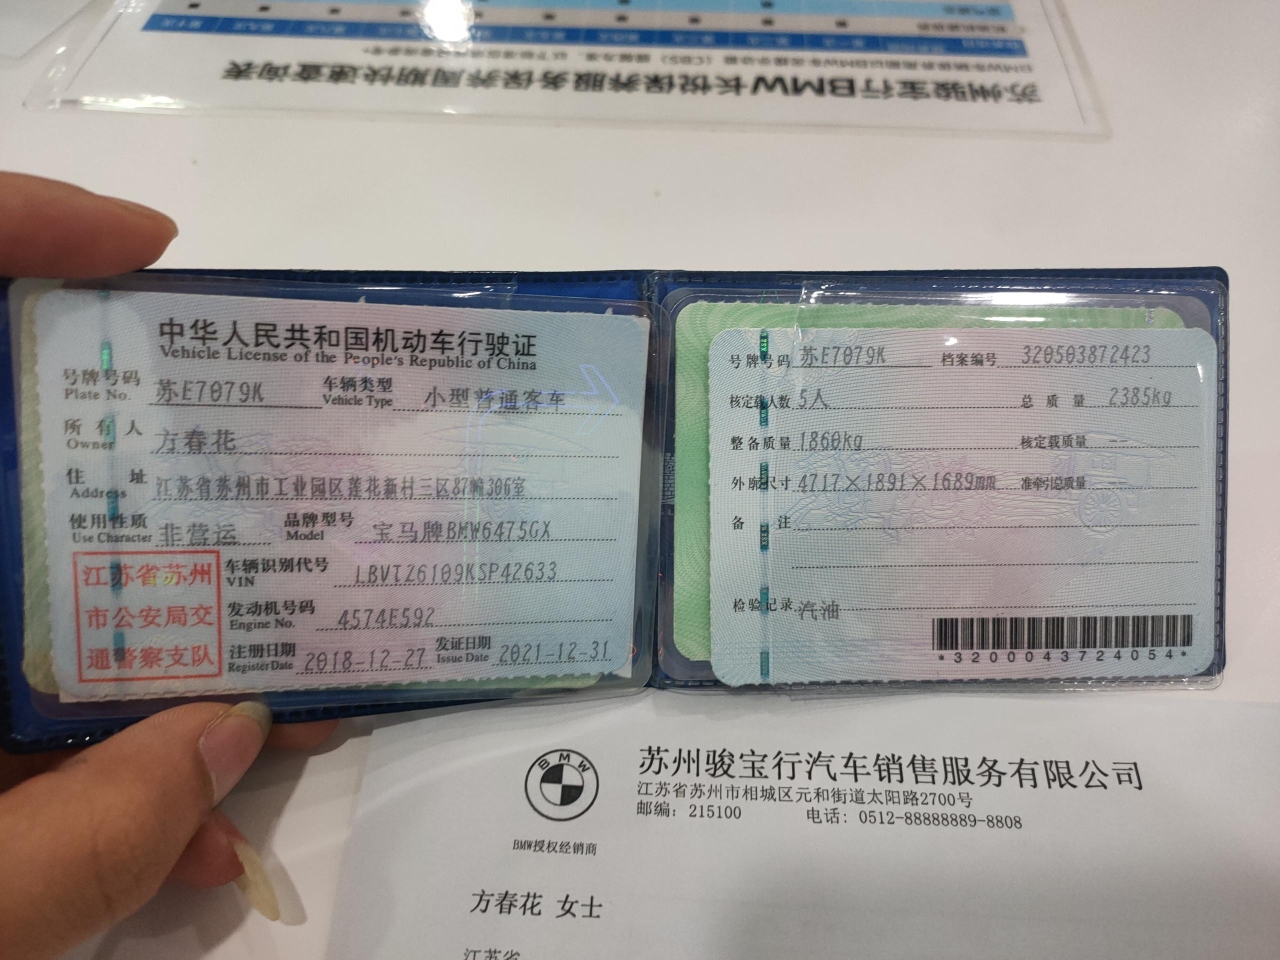 苏州骏宝行BMW长悦保养服务保养周期快速查询表
中华人民共和国机动车行驶证
Vehicle License of the People's Republic of China
号牌号码 苏E7079K 车辆类型 小型普通客车
Plate No. Vehicle Type
所有人 方春花
Owner
住址 江苏省苏州市工业园区莲花新村三区87幢306室
Address
使用性质 非营运 品牌型号 宝马牌BMW6475GX
Use Character Model
江苏省苏州
市公安局交
通警察支队
车辆识别代号 LBVTZ6109KSP42633
VIN
发动机号码 4574E592
Engine No.
注册日期 2018-12-27 发证日期 2021-12-31
Register Date Issue Date
号牌号码 苏E7079K 档案编号 320503872423
核定载人数 5人 总质量 2385kg
整备质量 1860kg 核定载质量 --
外廓尺寸 4717×1891×1689mm 准牵引总质量 --
备注
检验记录 汽油
*3200043724054*
BMW
BMW授权经销商
苏州骏宝行汽车销售服务有限公司
江苏省苏州市相城区元和街道太阳路2700号
邮编：215100 电话：0512-88888889-8808
方春花 女士
江苏省